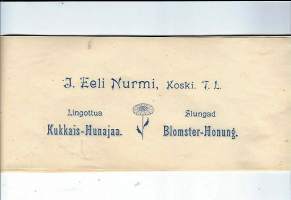 J. Eeli Nurmi, Koski. T. L.
Lingottua Slungad
Kukkais-Hunajaa. Blomster-Honung.